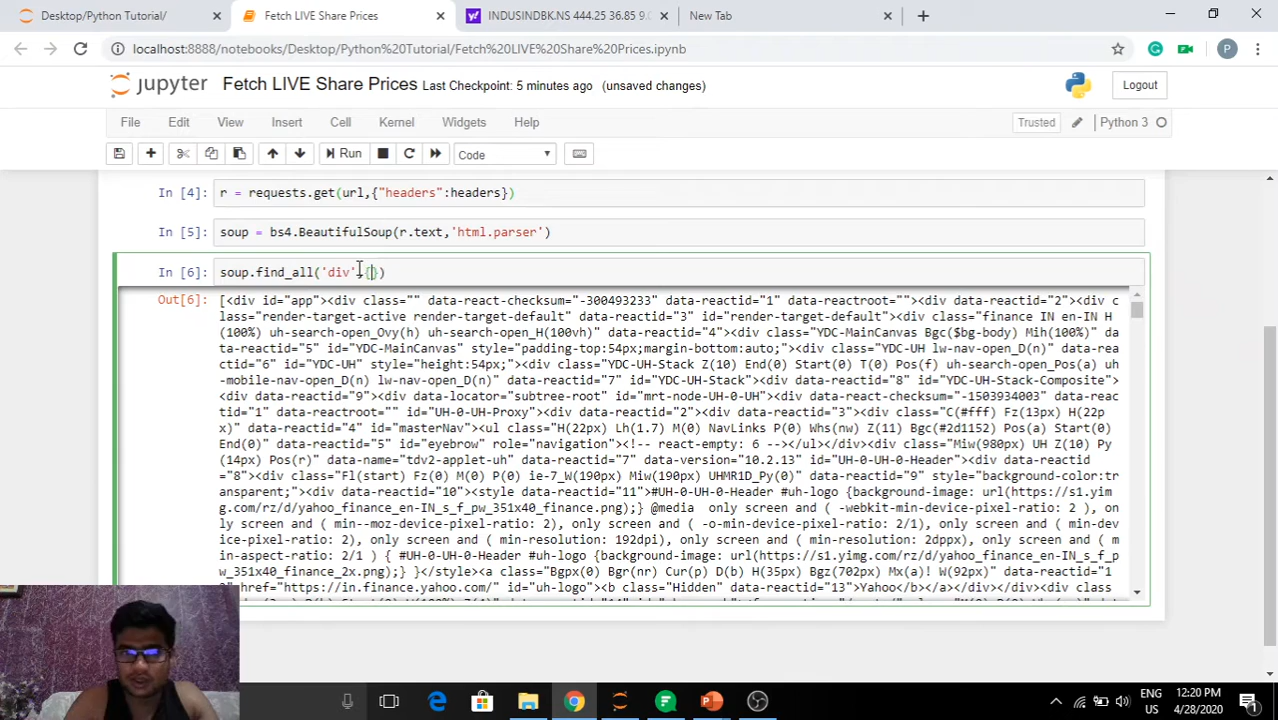 Desktop/Python Tutorial/
Fetch LIVE Share Prices
INDUSINDBK.NS 444.25 36.85 9.0
New Tab
localhost:8888/notebooks/Desktop/Python%20Tutorial/Fetch%20LIVE%20Share%20Prices.ipynb
P
jupyter Fetch LIVE Share Prices Last Checkpoint: 5 minutes ago (unsaved changes)
Logout
File Edit View Insert Cell Kernel Widgets Help
Trusted
Python 3
Run
Code
In [4]: r = requests.get(url,{"headers":headers})
In [5]: soup = bs4.BeautifulSoup(r.text,'html.parser')
In [6]: soup.find_all('div',{})
Out[6]: [<div id="app"><div class="" data-react-checksum="-300493233" data-reactid="1" data-reactroot=""><div data-reactid="2"><div c
lass="render-target-active render-target-default" data-reactid="3" id="render-target-default"><div class="finance IN en-IN H
(100%) uh-search-open_Ovy(h) uh-search-open_H(100vh)" data-reactid="4"><div class="YDC-MainCanvas Bgc($bg-body) Mih(100%)" da
ta-reactid="5" id="YDC-MainCanvas" style="padding-top:54px;margin-bottom:auto;"><div class="YDC-UH lw-nav-open_D(n)" data-rea
ctid="6" id="YDC-UH" style="height:54px;"><div class="YDC-UH-Stack Z(10) End(0) Start(0) T(0) Pos(f) uh-search-open_Pos(a) uh
-mobile-nav-open_D(n) lw-nav-open_D(n)" data-reactid="7" id="YDC-UH-Stack"><div data-reactid="8" id="YDC-UH-Stack-Composite">
<div data-reactid="9"><div data-locator="subtree-root" id="mrt-node-UH-0-UH"><div data-react-checksum="-1503934003" data-reac
tid="1" data-reactroot="" id="UH-0-UH-Proxy"><div data-reactid="2"><div data-reactid="3"><div class="C(#fff) Fz(13px) H(22p
x)" data-reactid="4" id="masterNav"><ul class="H(22px) Lh(1.7) M(0) NavLinks P(0) Whs(nw) Z(11) Bgc(#2d1152) Pos(a) Start(0)
End(0)" data-reactid="5" id="eyebrow" role="navigation"><!-- react-empty: 6 --></ul></div><div class="Miw(980px) UH Z(10) Py
(14px) Pos(r)" data-name="tdv2-applet-uh" data-reactid="7" data-version="10.2.13" id="UH-0-UH-0-Header"><div data-reactid
="8"><div class="Fl(start) Fz(0) M(0) P(0) ie-7_W(190px) Miw(190px) UHMR1D_Py(0)" data-reactid="9" style="background-color:tr
ansparent;"><div data-reactid="10"><style data-reactid="11">#UH-0-UH-0-Header #uh-logo {background-image: url(https://s1.yim
g.com/rz/d/yahoo_finance_en-IN_s_f_pw_351x40_finance.png);} @media only screen and ( -webkit-min-device-pixel-ratio: 2 ), on
ly screen and ( min--moz-device-pixel-ratio: 2), only screen and ( -o-min-device-pixel-ratio: 2/1), only screen and ( min-dev
ice-pixel-ratio: 2), only screen and ( min-resolution: 192dpi), only screen and ( min-resolution: 2dppx), only screen and ( m
in-aspect-ratio: 2/1 ) { #UH-0-UH-0-Header #uh-logo {background-image: url(https://s1.yimg.com/rz/d/yahoo_finance_en-IN_s_f_p
w_351x40_finance_2x.png);} }</style><a class="Bgpx(0) Bgr(nr) Cur(p) D(b) H(35px) Bgz(702px) Mx(a)! W(92px)" data-reactid="1
href="https://in.finance.yahoo.com/" id="uh-logo"><b class="Hidden" data-reactid="13">Yahoo</b></a></div></div><div class
ENG
US
12:20 PM
4/28/2020
1